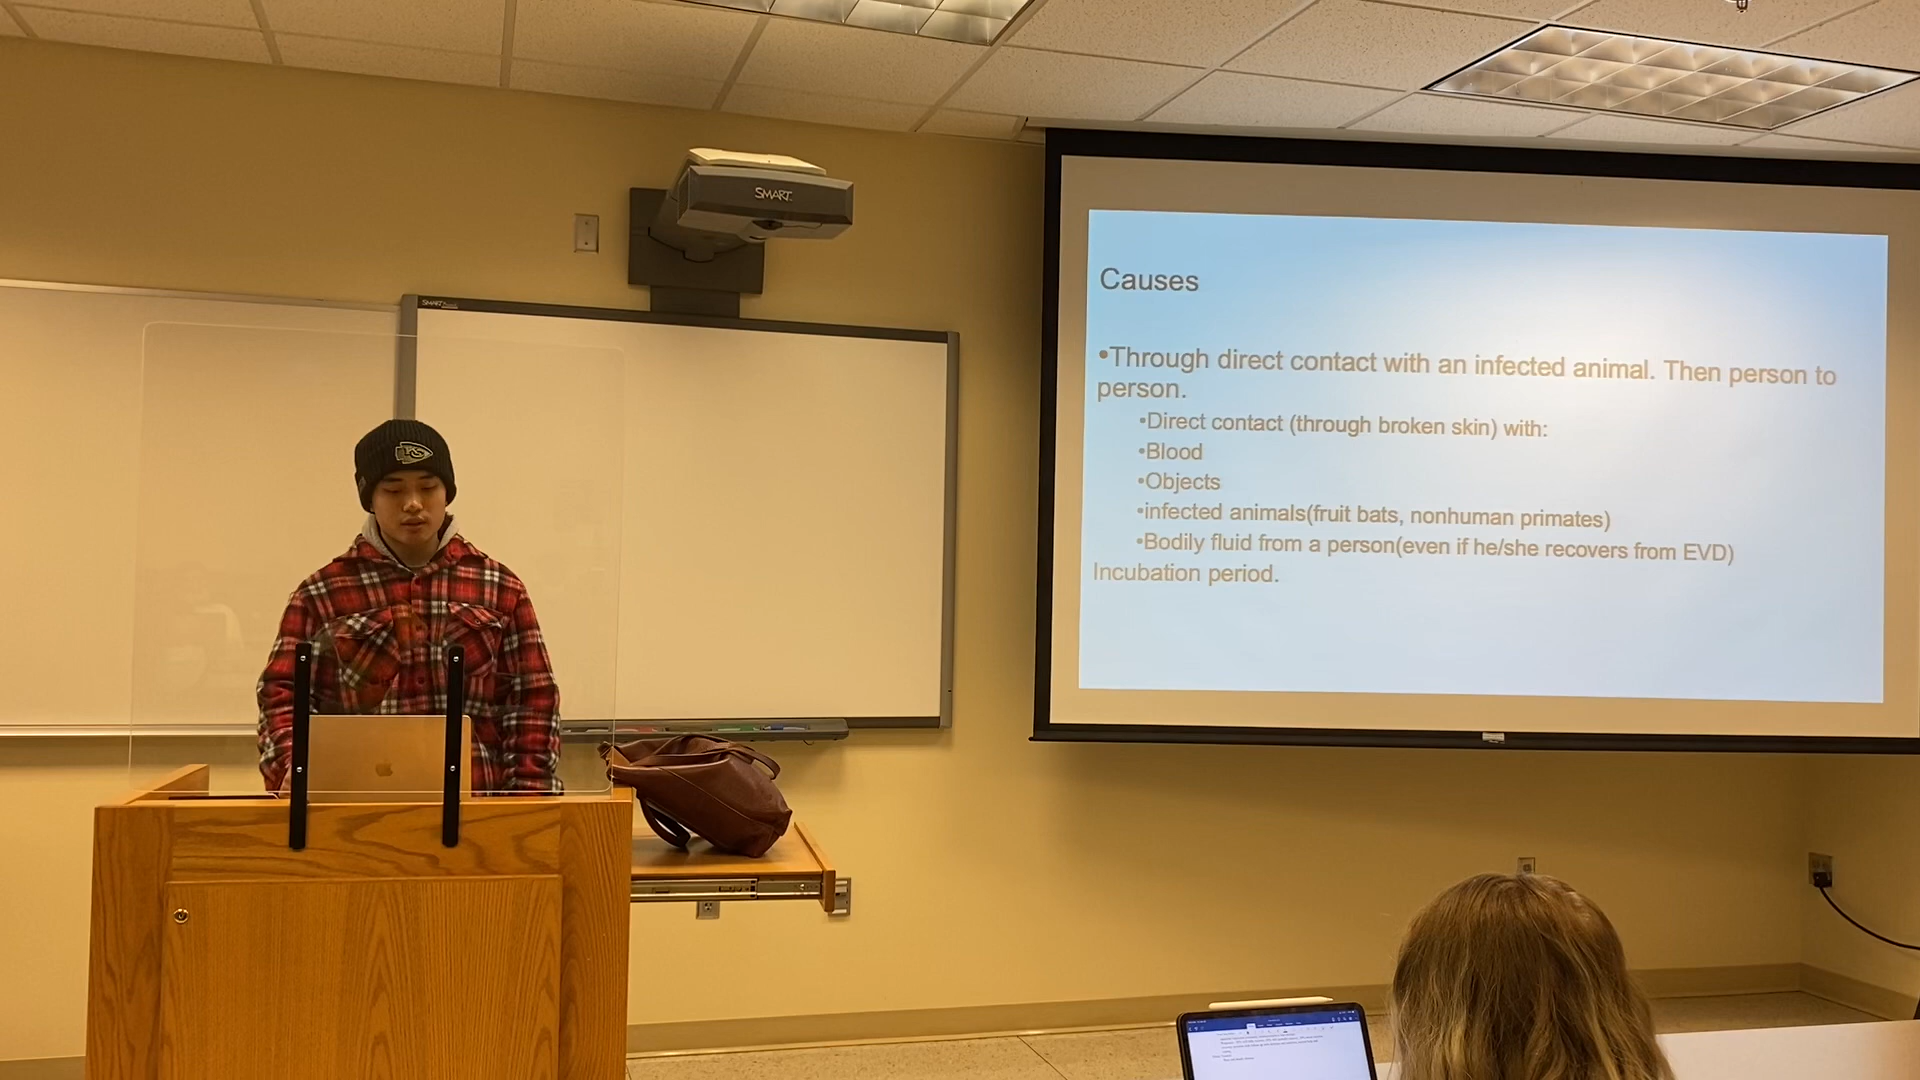 SMART
SMART
KC
Causes
•Through direct contact with an infected animal. Then person to
person.
•Direct contact (through broken skin) with:
•Blood
•Objects
•infected animals(fruit bats, nonhuman primates)
•Bodily fluid from a person(even if he/she recovers from EVD)
Incubation period.